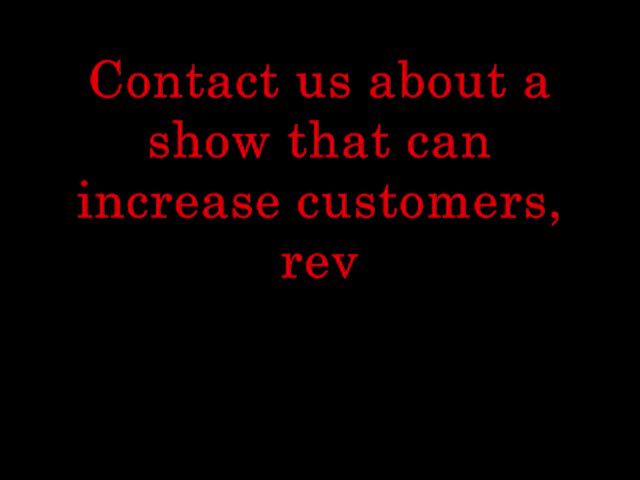 Contact us about a
show that can
increase customers,
rev